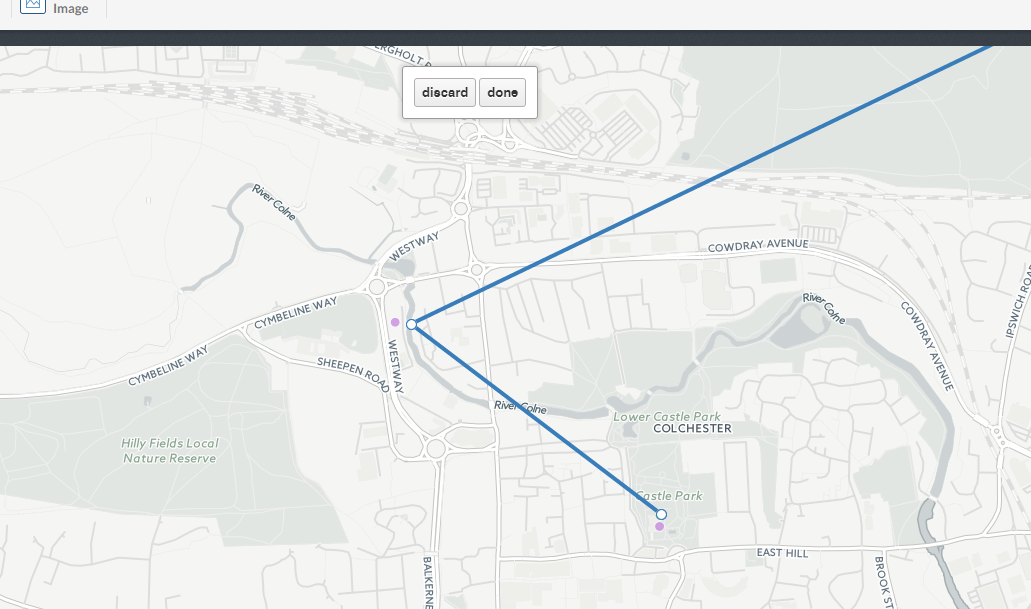 Image
ERGHOLT R
discard done
River Colne
WESTWAY
COWDRAY AVENUE
CYMBELINE WAY
River Colne
COWDRAY AVENUE
IPSWICH ROAD
CYMBELINE WAY
SHEEPEN ROAD
WESTWAY
River Colne
Lower Castle Park
COLCHESTER
Hilly Fields Local
Nature Reserve
Castle Park
EAST HILL
BALKERNE
BROOK ST